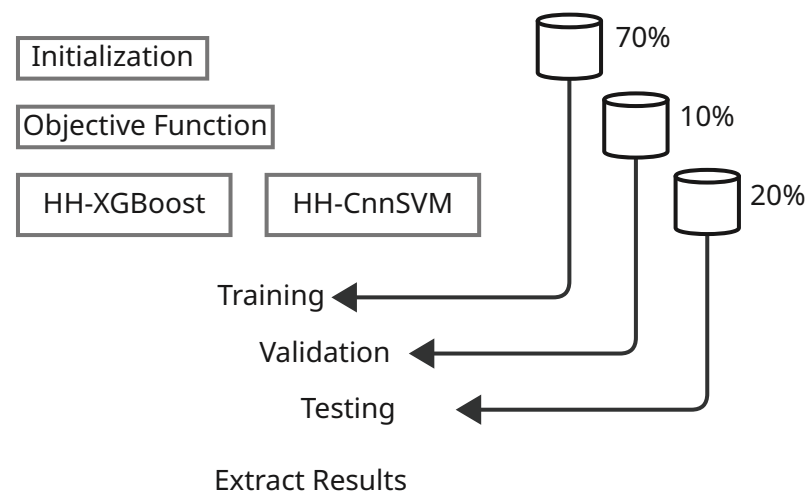 70%
Initialization
10%
Objective Function
20%
HH-XGBoost
HH-CnnSVM
Training
Validation
Testing
Extract Results